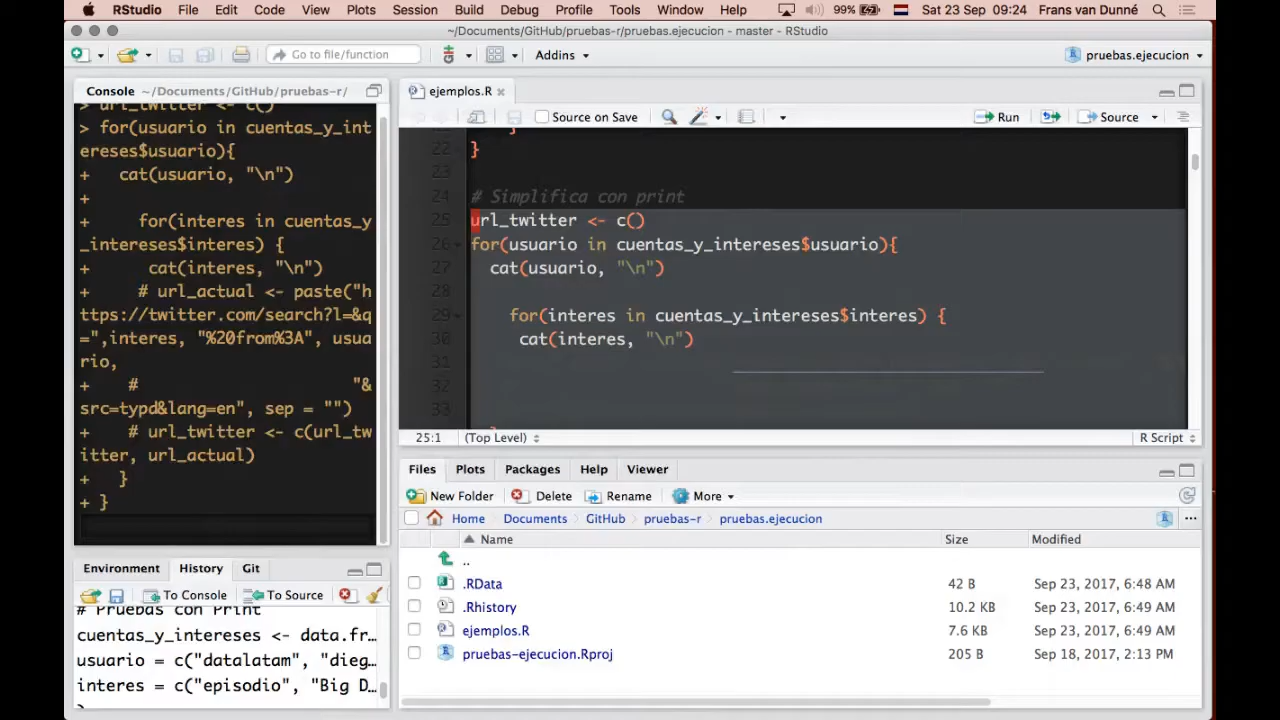 RStudio File Edit Code View Plots Session Build Debug Profile Tools Window Help 99% Sat 23 Sep 09:24 Frans van Dunné
~/Documents/GitHub/pruebas-r/pruebas.ejecucion - master - RStudio
Go to file/function Addins pruebas.ejecucion
Console ~/Documents/GitHub/pruebas-r/
> url_twitter <- c()
> for(usuario in cuentas_y_int
ereses$usuario){
+   cat(usuario, "\n")
+
+     for(interes in cuentas_y
_intereses$interes) {
+      cat(interes, "\n")
+     # url_actual <- paste("h
ttps://twitter.com/search?l=&q
=",interes, "%20from%3A", usua
rio,
+     #                      "&
src=typd&lang=en", sep = "")
+     # url_twitter <- c(url_tw
itter, url_actual)
+   }
+ }
ejemplos.R
Source on Save Run Source
22 }
23
24 # Simplifica con print
25 url_twitter <- c()
26 for(usuario in cuentas_y_intereses$usuario){
27   cat(usuario, "\n")
28
29     for(interes in cuentas_y_intereses$interes) {
30      cat(interes, "\n")
31
32
33
25:1 (Top Level) R Script
Environment History Git
To Console To Source
# Pruebas con Print
cuentas_y_intereses <- data.fr…
usuario = c("datalatam", "dieg…
interes = c("episodio", "Big D…
Files Plots Packages Help Viewer
New Folder Delete Rename More
Home Documents GitHub pruebas-r pruebas.ejecucion
Name Size Modified
..
.RData 42 B Sep 23, 2017, 6:48 AM
.Rhistory 10.2 KB Sep 23, 2017, 6:49 AM
ejemplos.R 7.6 KB Sep 23, 2017, 6:49 AM
pruebas-ejecucion.Rproj 205 B Sep 18, 2017, 2:13 PM